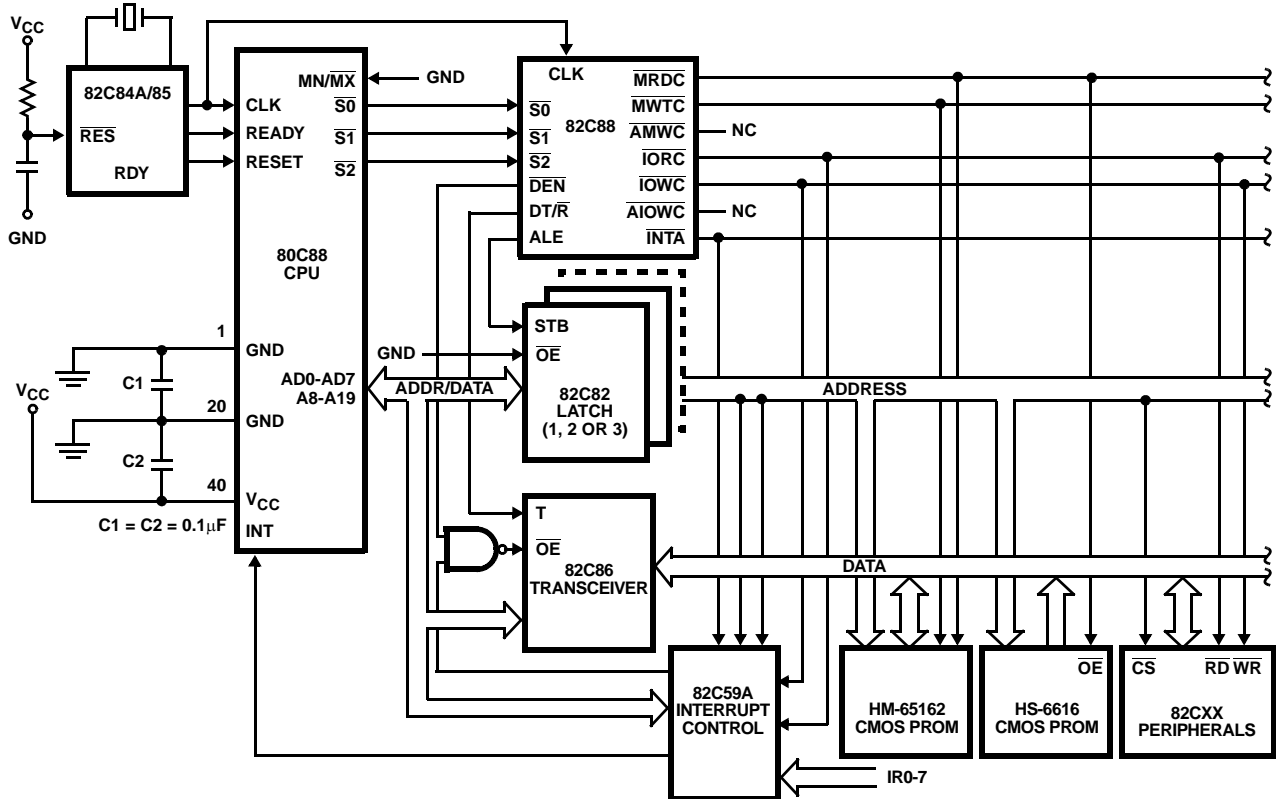 VCC
82C84A/85
RES
RDY
GND
CLK
READY
RESET
MN/MX
S0
S1
S2
80C88
CPU
1
GND
AD0-AD7
A8-A19
20
GND
40
VCC
INT
VCC
C1
C2
C1 = C2 = 0.1μF
GND
CLK
S0
S1
S2
DEN
DT/R
ALE
82C88
MRDC
MWTC
AMWC
IORC
IOWC
AIOWC
INTA
NC
NC
GND
STB
OE
82C82
LATCH
(1, 2 OR 3)
ADDR/DATA
ADDRESS
T
OE
82C86
TRANSCEIVER
DATA
82C59A
INTERRUPT
CONTROL
IR0-7
HM-65162
CMOS PROM
OE
HS-6616
CMOS PROM
CS
RD WR
82CXX
PERIPHERALS